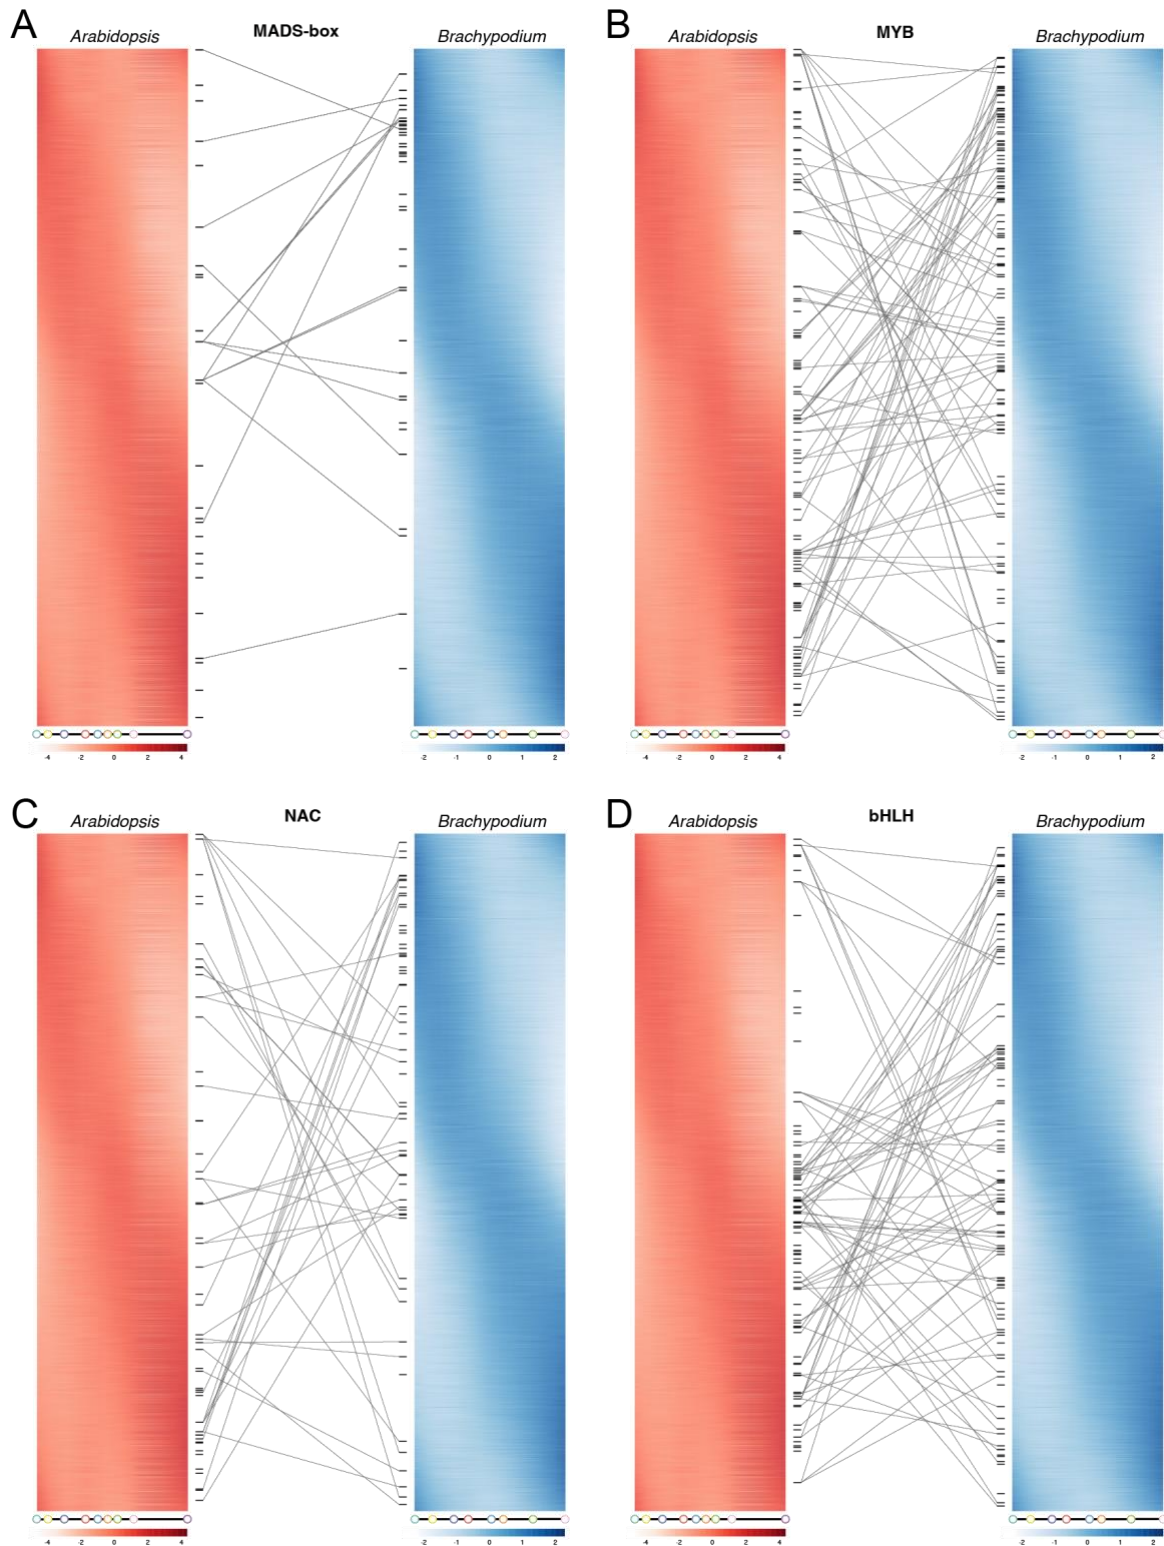 A
MADS-box
Arabidopsis
Brachypodium
-4 -2 0 2 4
-2 -1 0 1 2
B
MYB
Arabidopsis
Brachypodium
-4 -2 0 2 4
-2 -1 0 1 2
C
NAC
Arabidopsis
Brachypodium
-4 -2 0 2 4
-2 -1 0 1 2
D
bHLH
Arabidopsis
Brachypodium
-4 -2 0 2 4
-2 -1 0 1 2